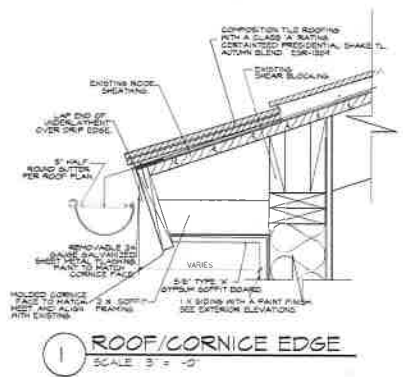 COMPOSITION TILE ROOFING
WITH A CLASS 'A' RATING
CERTAINTEED PRESIDENTIAL SHAKE TL,
AUTUMN BLEND.
EXISTING
SHEAR BLOCKING
EXISTING ROOF
SHEATHING.
LAP END OF
UNDERLAYMENT
OVER DRIP EDGE.
5" HALF
ROUND GUTTER
PER ROOF PLAN.
REMOVABLE 24
GAUGE GALVANIZED
SHEET METAL FLASHING
PAINT TO MATCH
CORNICE FACE.
VARIES
MOLDED CORNICE
FACE TO MATCH,
MEET AND ALIGN
WITH EXISTING.
2 X SOFFIT
FRAMING
5/8" TYPE 'X'
GYPSUM SOFFIT BOARD
1 X SIDING WITH A PAINT FINISH
SEE EXTERIOR ELEVATIONS
1
ROOF/CORNICE EDGE
SCALE 3" =